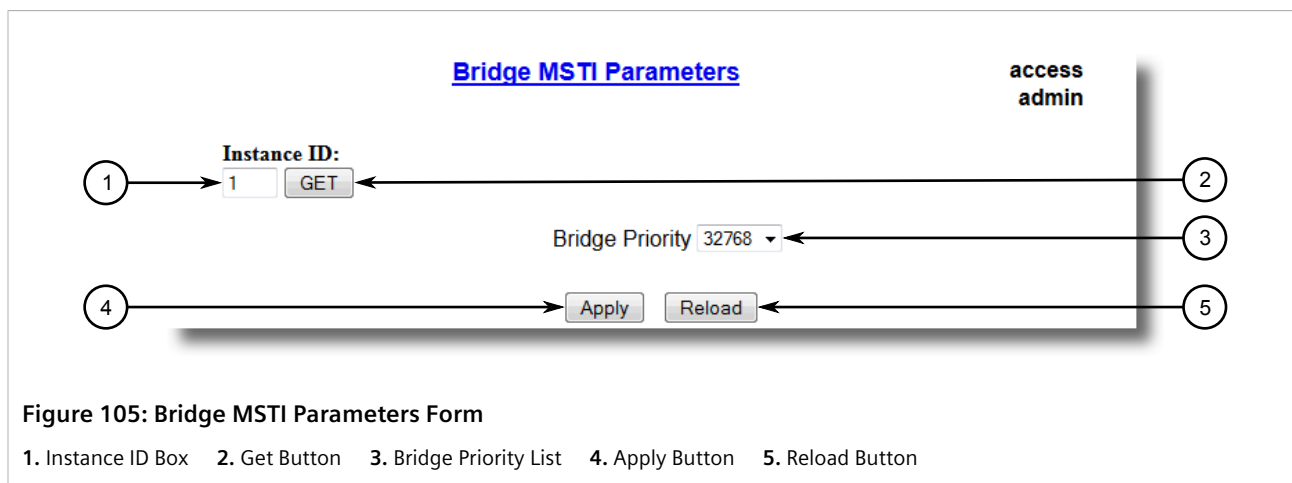 Bridge MSTI Parameters
access
admin
Instance ID:
1 1 GET 2
Bridge Priority 32768 3
4 Apply Reload 5
Figure 105: Bridge MSTI Parameters Form
1. Instance ID Box 2. Get Button 3. Bridge Priority List 4. Apply Button 5. Reload Button